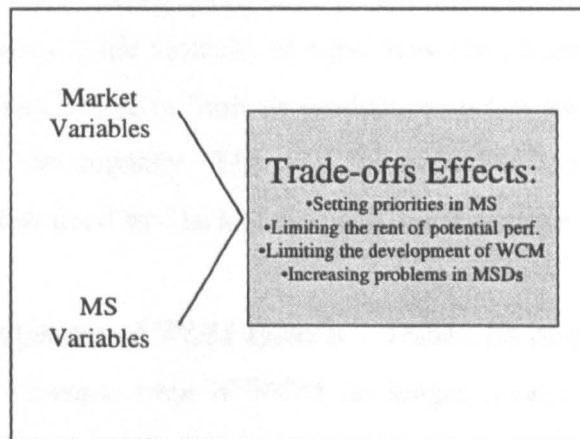 Market
Variables
Trade-offs Effects:
•Setting priorities in MS
•Limiting the rent of potential perf.
•Limiting the development of WCM
•Increasing problems in MSDs
MS
Variables